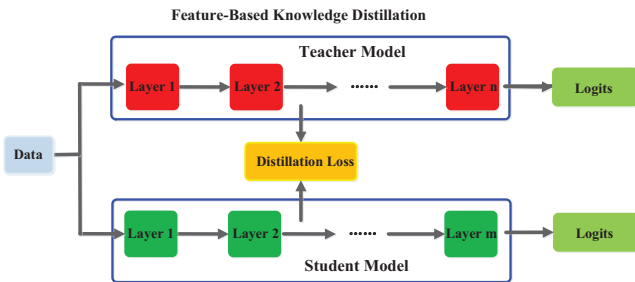 Feature-Based Knowledge Distillation
Teacher Model
Layer 1
Layer 2
......
Layer n
Logits
Data
Distillation Loss
Layer 1
Layer 2
......
Layer m
Logits
Student Model